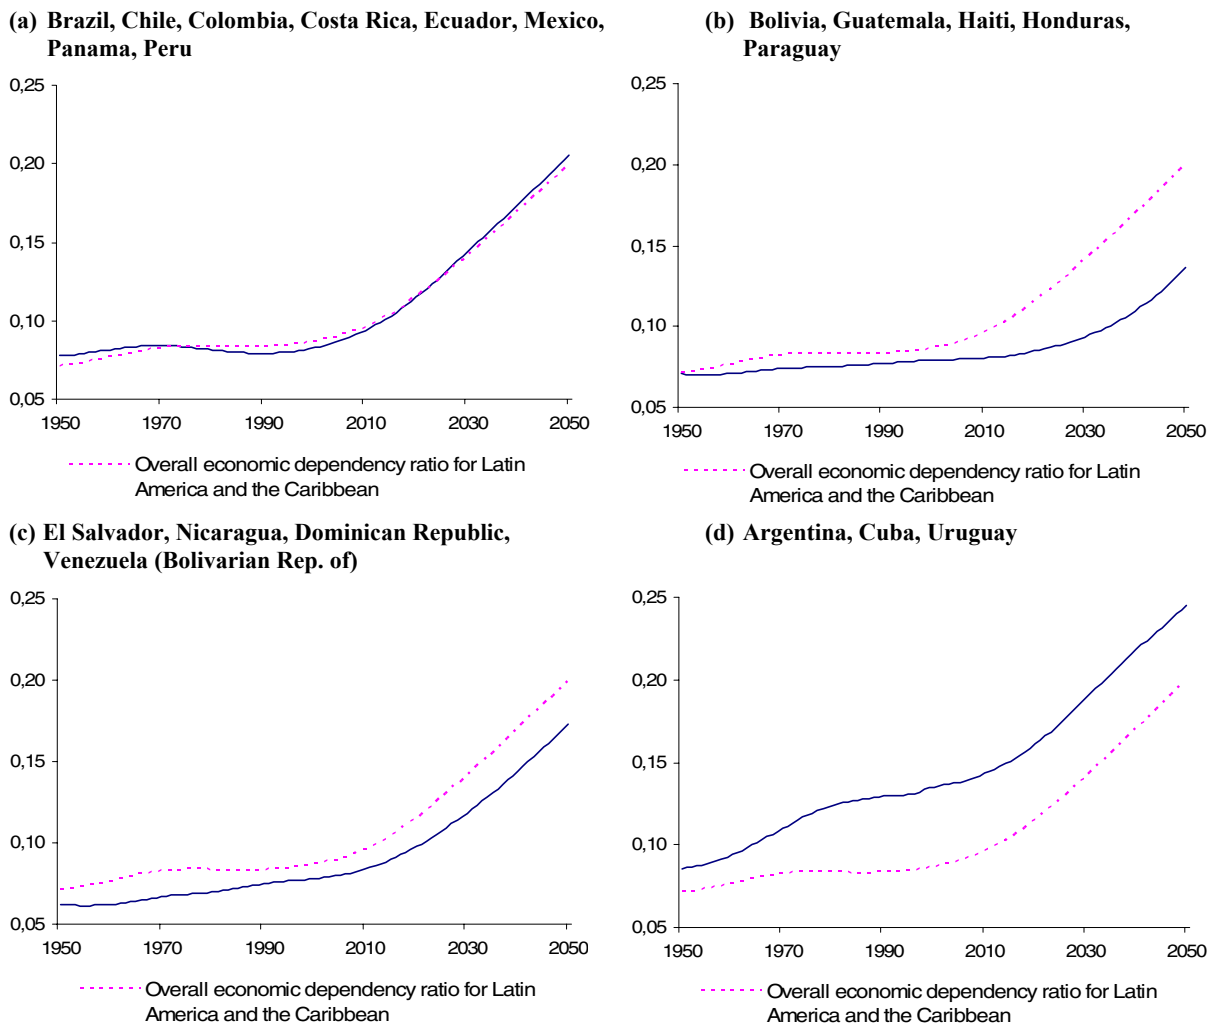 (a) Brazil, Chile, Colombia, Costa Rica, Ecuador, Mexico,
Panama, Peru
0,25
0,20
0,15
0,10
0,05
1950 1970 1990 2010 2030 2050
Overall economic dependency ratio for Latin
America and the Caribbean
(b) Bolivia, Guatemala, Haiti, Honduras,
Paraguay
0,25
0,20
0,15
0,10
0,05
1950 1970 1990 2010 2030 2050
Overall economic dependency ratio for Latin
America and the Caribbean
(c) El Salvador, Nicaragua, Dominican Republic,
Venezuela (Bolivarian Rep. of)
0,25
0,20
0,15
0,10
0,05
1950 1970 1990 2010 2030 2050
Overall economic dependency ratio for Latin
America and the Caribbean
(d) Argentina, Cuba, Uruguay
0,25
0,20
0,15
0,10
0,05
1950 1970 1990 2010 2030 2050
Overall economic dependency ratio for Latin
America and the Caribbean